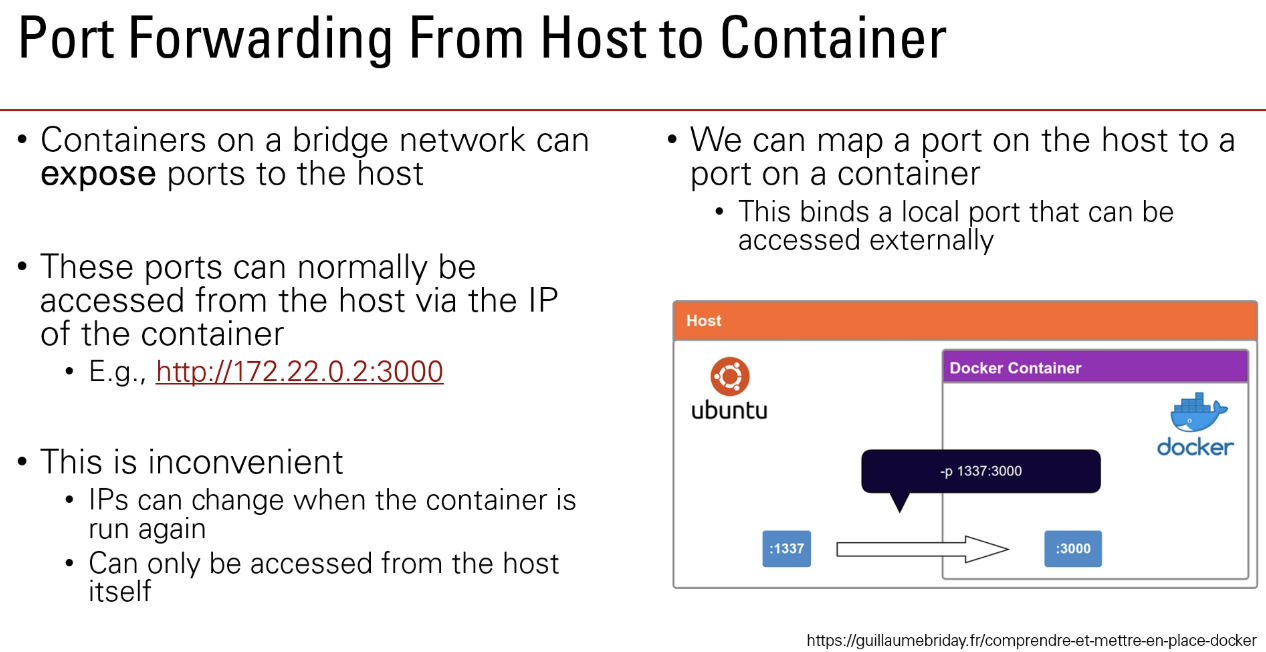 Port Forwarding From Host to Container
• Containers on a bridge network can
expose ports to the host
• These ports can normally be
accessed from the host via the IP
of the container
• E.g., http://172.22.0.2:3000
• This is inconvenient
• IPs can change when the container is
run again
• Can only be accessed from the host
itself
• We can map a port on the host to a
port on a container
• This binds a local port that can be
accessed externally
Host
ubuntu
Docker Container
docker
-p 1337:3000
:1337
:3000
https://guillaumebriday.fr/comprendre-et-mettre-en-place-docker